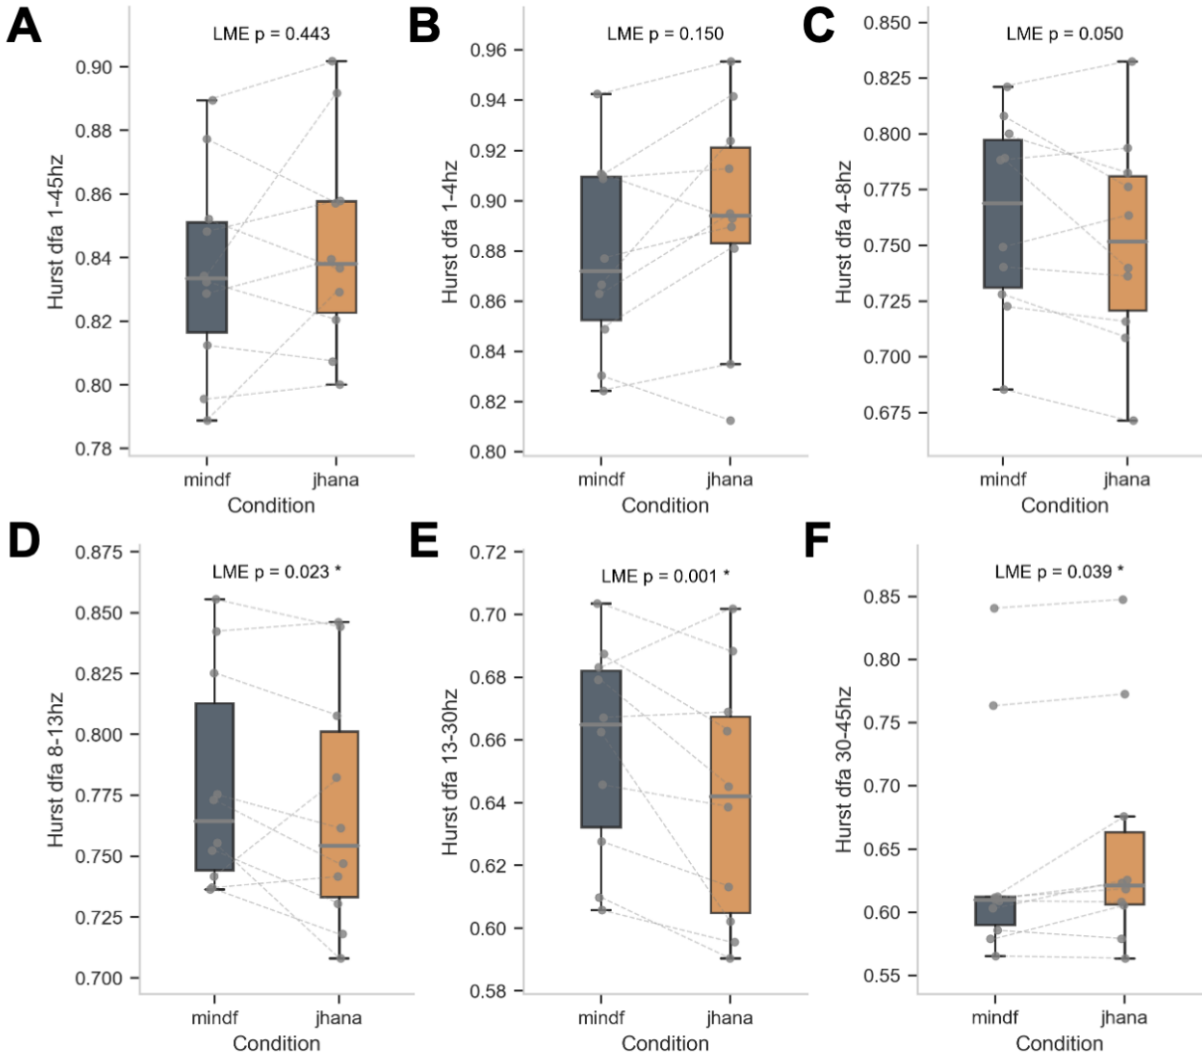 A
LME p = 0.443
Hurst dfa 1-45hz
0.90
0.88
0.86
0.84
0.82
0.80
0.78
mindf
jhana
Condition
B
LME p = 0.150
Hurst dfa 1-4hz
0.96
0.94
0.92
0.90
0.88
0.86
0.84
0.82
0.80
mindf
jhana
Condition
C
LME p = 0.050
Hurst dfa 4-8hz
0.850
0.825
0.800
0.775
0.750
0.725
0.700
0.675
mindf
jhana
Condition
D
LME p = 0.023 *
Hurst dfa 8-13hz
0.875
0.850
0.825
0.800
0.775
0.750
0.725
0.700
mindf
jhana
Condition
E
LME p = 0.001 *
Hurst dfa 13-30hz
0.72
0.70
0.68
0.66
0.64
0.62
0.60
0.58
mindf
jhana
Condition
F
LME p = 0.039 *
Hurst dfa 30-45hz
0.85
0.80
0.75
0.70
0.65
0.60
0.55
mindf
jhana
Condition